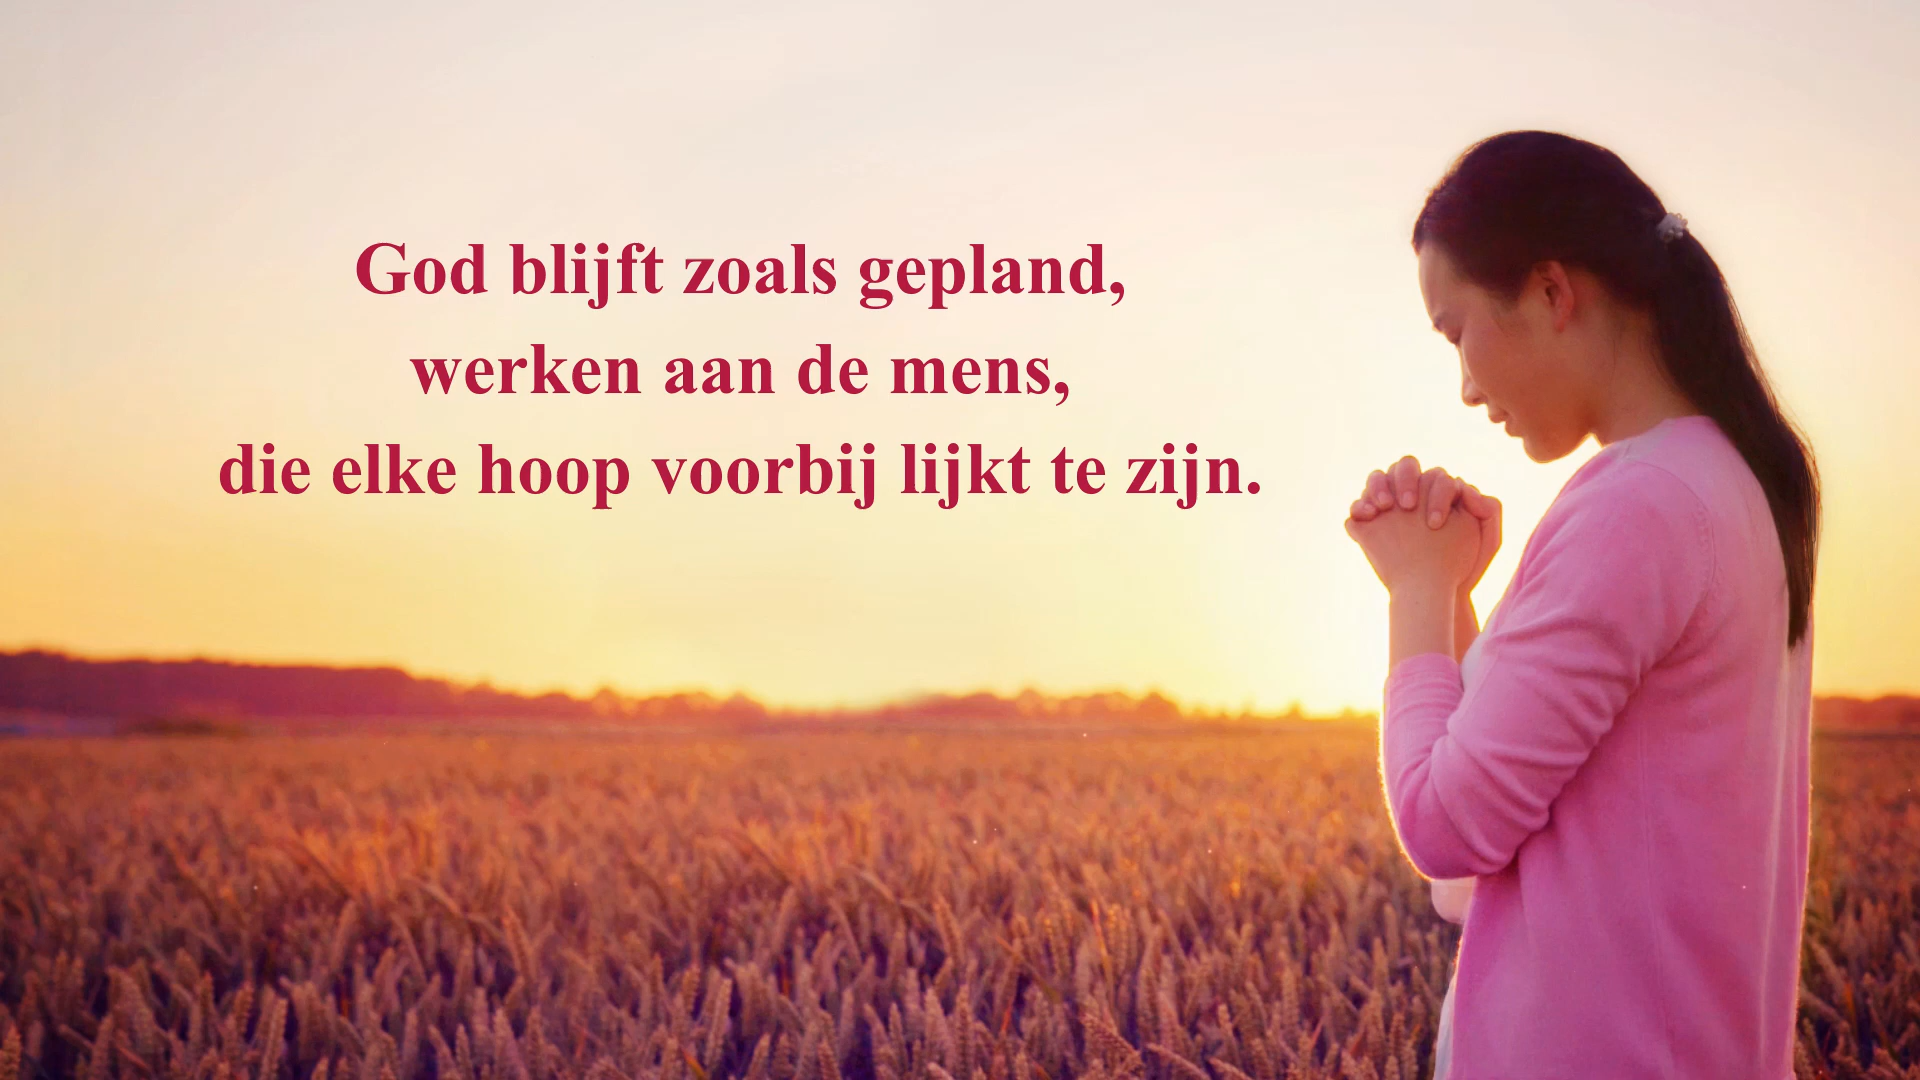 God blijft zoals gepland,
werken aan de mens,
die elke hoop voorbij lijkt te zijn.